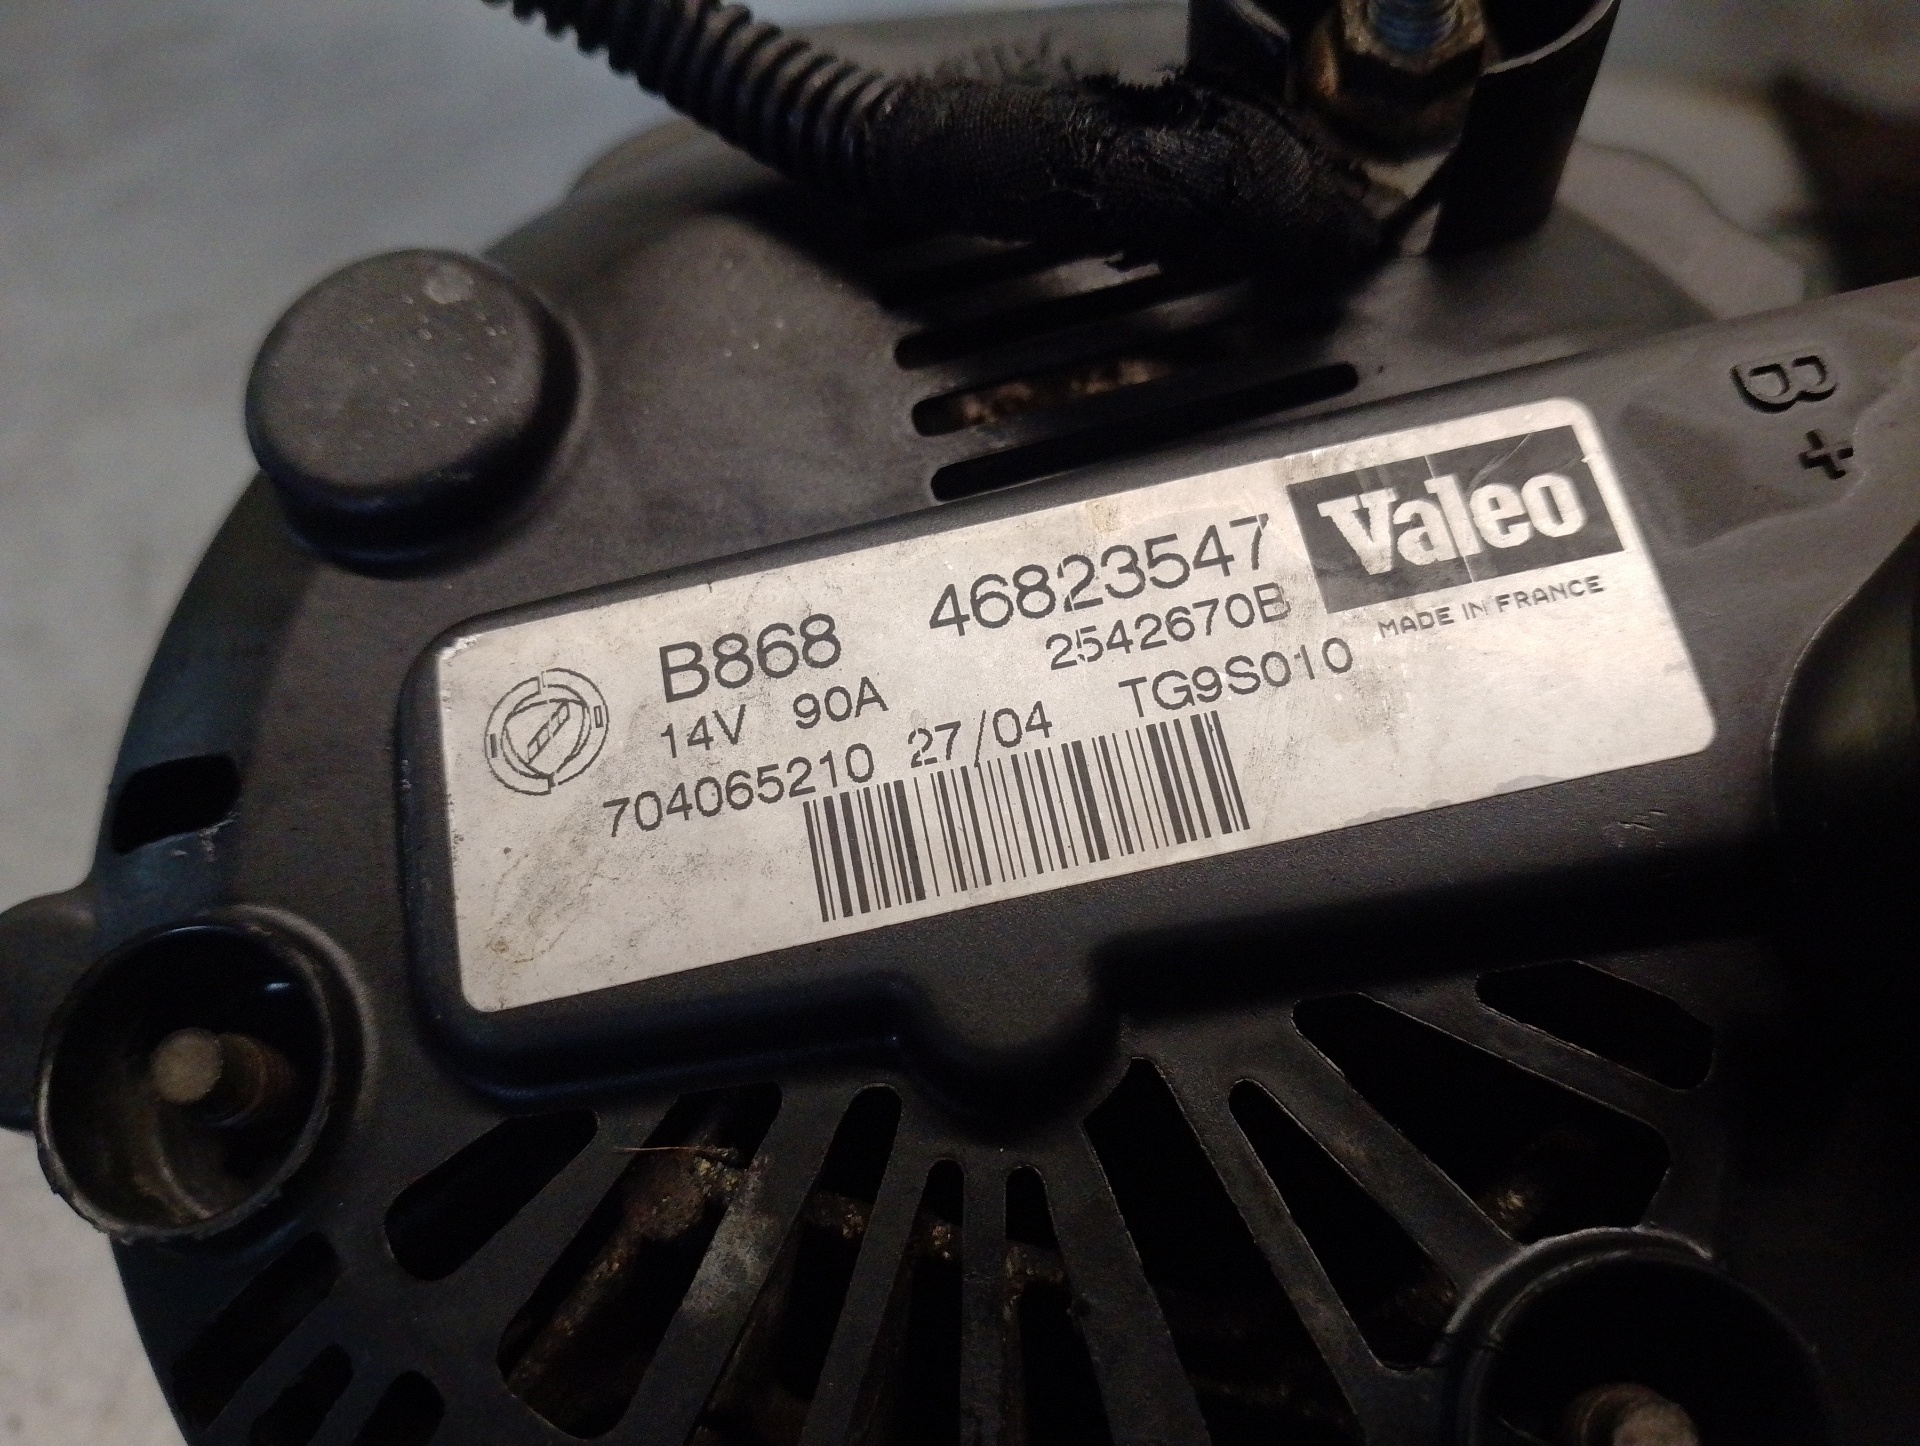 B+
Valeo
MADE IN FRANCE
B868 46823547
14V 90A 2542670B
704065210 27/04 TG9S010